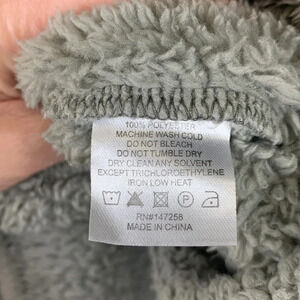 100% POLYESTER
MACHINE WASH COLD
DO NOT BLEACH
DO NOT TUMBLE DRY
DRY CLEAN ANY SOLVENT
EXCEPT TRICHLOROETHYLENE
IRON LOW HEAT
RN#147258
MADE IN CHINA